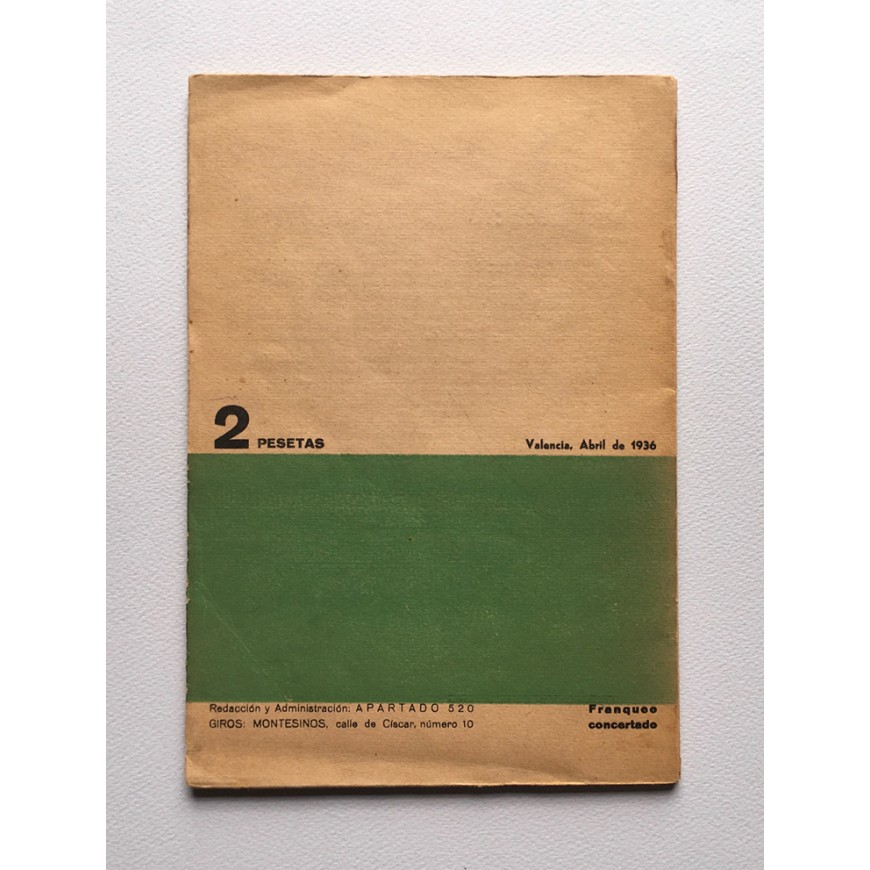 2 PESETAS
Valencia, Abril de 1936
Redacción y Administración: APARTADO 520
GIROS: MONTESINOS, calle de Císcar, número 10
Franqueo
concertado